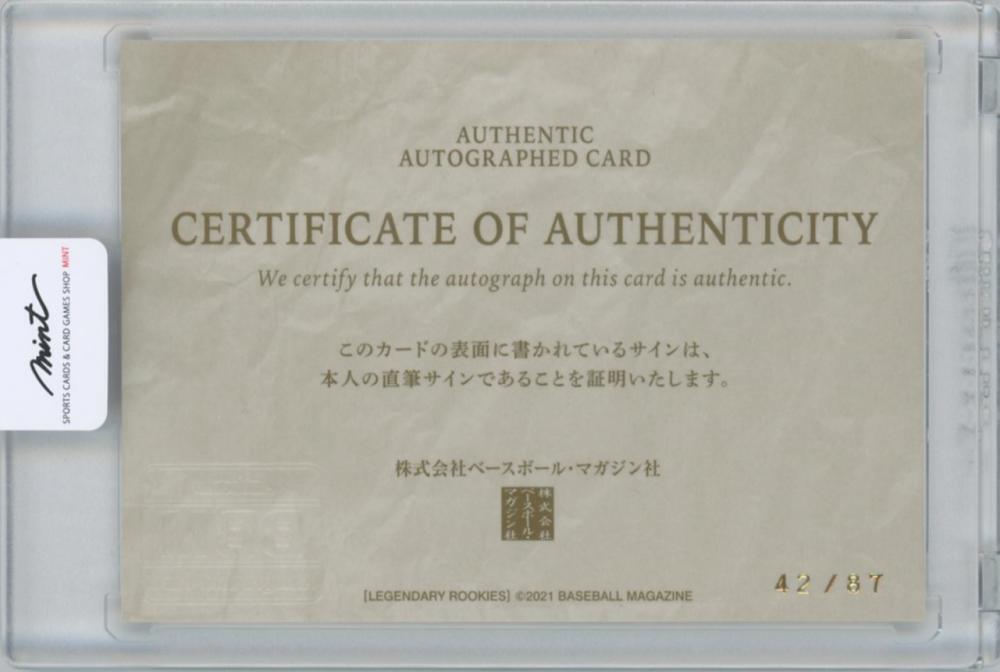 AUTHENTIC
AUTOGRAPHED CARD
CERTIFICATE OF AUTHENTICITY
We certify that the autograph on this card is authentic.
このカードの表面に書かれているサインは、
本人の直筆サインであることを証明いたします。
株式会社ベースボール・マガジン社
株式会社
ベースボール・
マガジン社
[LEGENDARY ROOKIES] ©2021 BASEBALL MAGAZINE
42/87
mint
SPORTS CARDS & CARD GAMES SHOP MINT